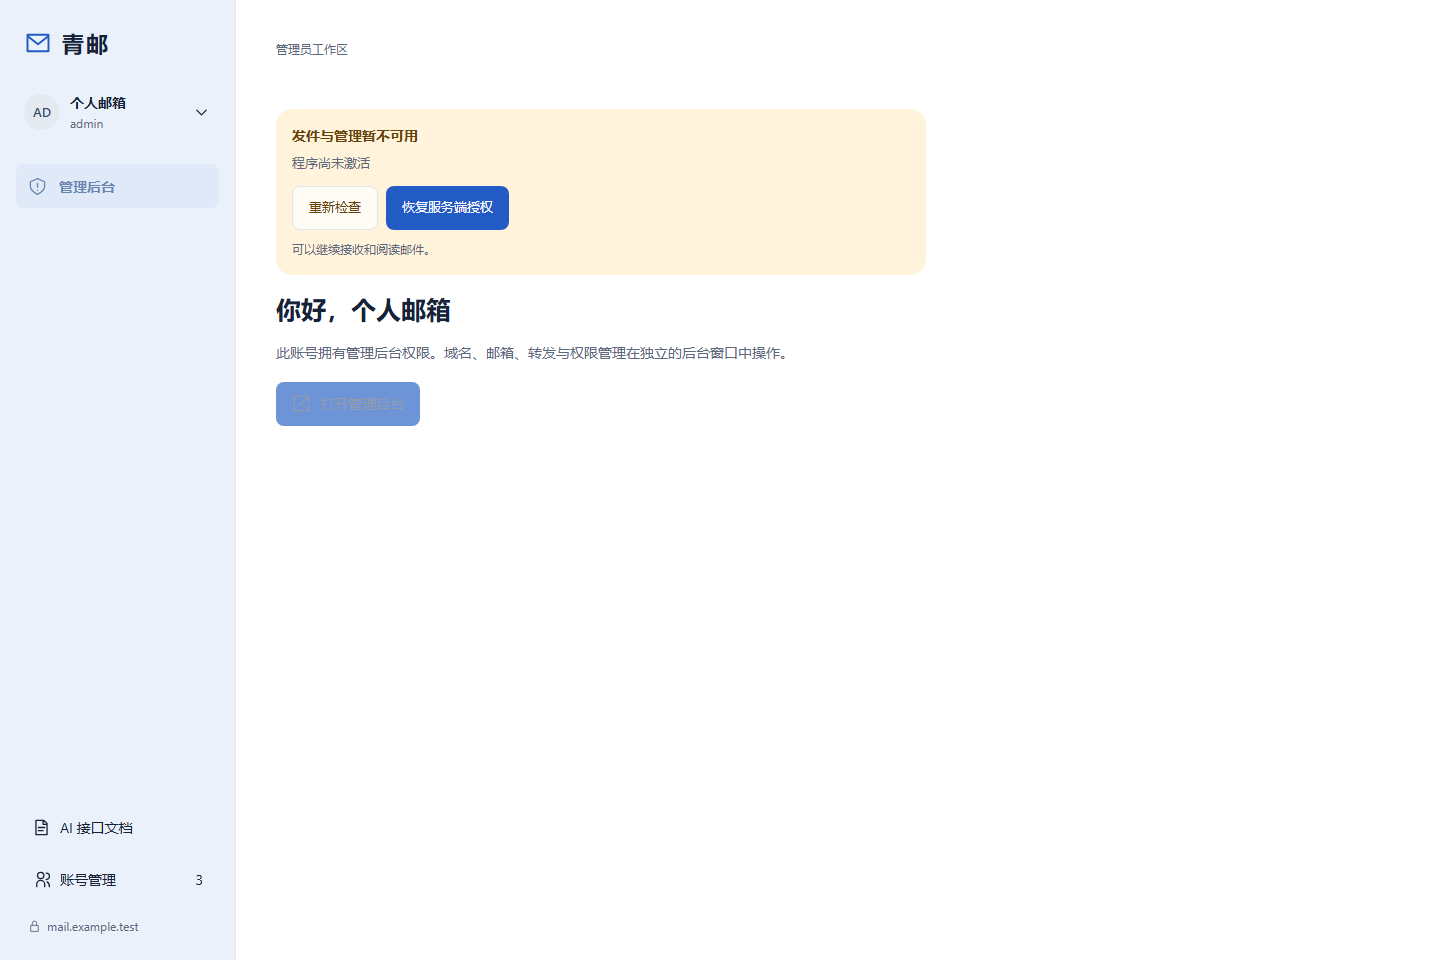 青邮
AD
个人邮箱
admin
管理后台
AI 接口文档
账号管理
3
mail.example.test
管理员工作区
发件与管理暂不可用
程序尚未激活
重新检查
恢复服务端授权
可以继续接收和阅读邮件。
你好，个人邮箱
此账号拥有管理后台权限。域名、邮箱、转发与权限管理在独立的后台窗口中操作。
打开管理后台